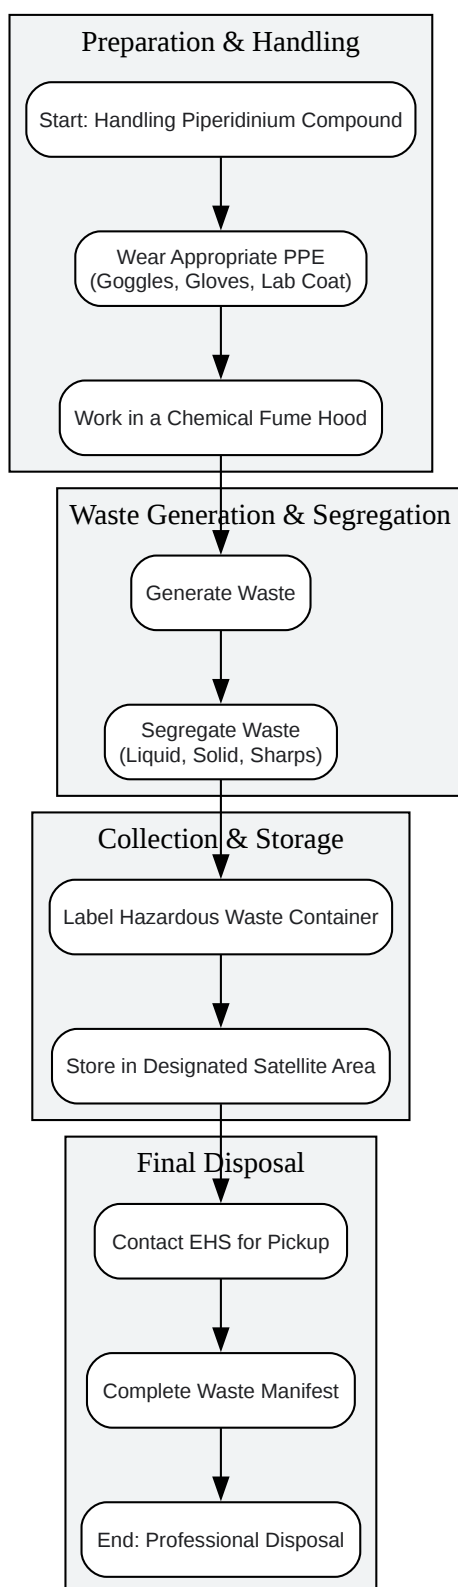 Preparation & Handling
Start: Handling Piperidinium Compound
Wear Appropriate PPE
(Goggles, Gloves, Lab Coat)
Work in a Chemical Fume Hood
Waste Generation & Segregation
Generate Waste
Segregate Waste
(Liquid, Solid, Sharps)
Collection & Storage
Label Hazardous Waste Container
Store in Designated Satellite Area
Final Disposal
Contact EHS for Pickup
Complete Waste Manifest
End: Professional Disposal